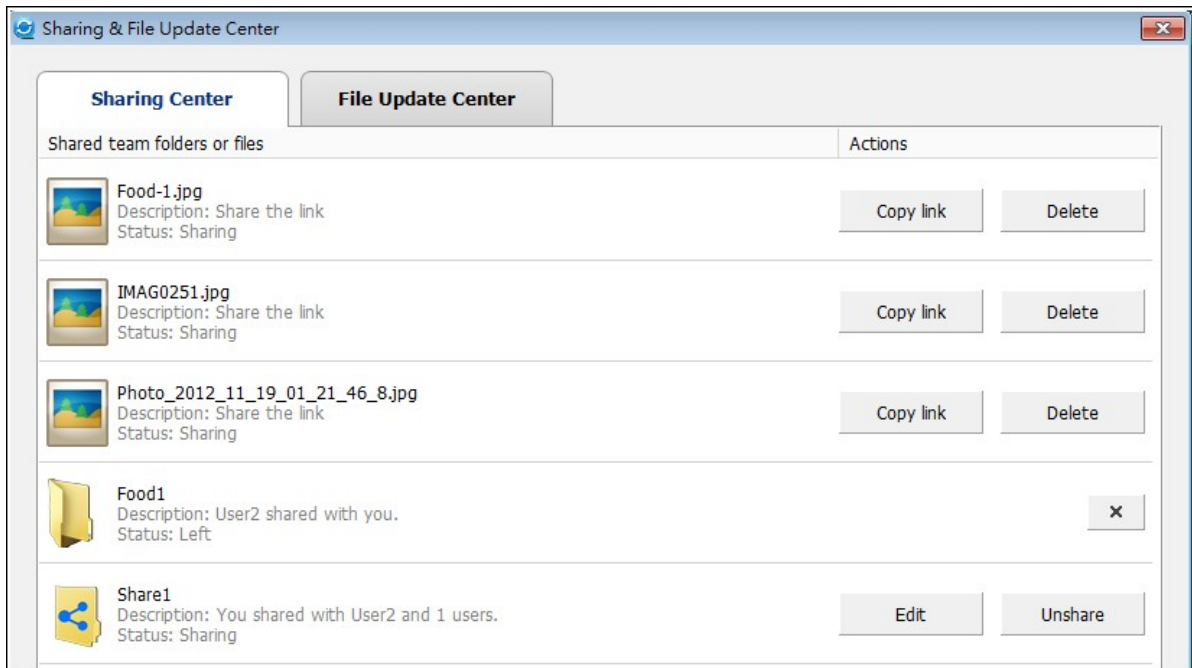 Sharing & File Update Center
Sharing Center File Update Center
Shared team folders or files Actions
Food-1.jpg
Description: Share the link
Status: Sharing
Copy link Delete
IMAG0251.jpg
Description: Share the link
Status: Sharing
Copy link Delete
Photo_2012_11_19_01_21_46_8.jpg
Description: Share the link
Status: Sharing
Copy link Delete
Food1
Description: User2 shared with you.
Status: Left
Share1
Description: You shared with User2 and 1 users.
Status: Sharing
Edit Unshare